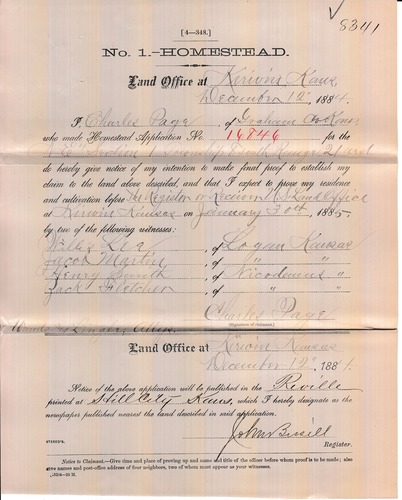 8341
[4—348.]
No. 1.—HOMESTEAD.
Land Office at Kirwin Kans
December 12" 1884.
I, Charles Page, of Graham Co Kans
who made Homestead Application No. 14846 for the
do hereby give notice of my intention to make final proof to establish my
claim to the land above described, and that I expect to prove my residence
and cultivation before The Register or Receiver U.S. Land Office
at Kirwin Kansas on January 30th, 1885,
by two of the following witnesses:
Willis Lee, of Logan Kansas
Jacob Martin, of " "
Henry Smith, of Nicodemus "
Zack Fletcher, of " "
Charles Page
(Signature of claimant.)
Land Office at Kirwin Kansas
December 12" 1884.
Notice of the above application will be published in the Reville
printed at Hill City Kans, which I hereby designate as the
newspaper published nearest the land described in said application.
John Bissell
Register.
Notice to Claimant.—Give time and place of proving up and name and title of the officer before whom proof is to be made; also
give names and post-office address of four neighbors, two of whom must appear as your witnesses.